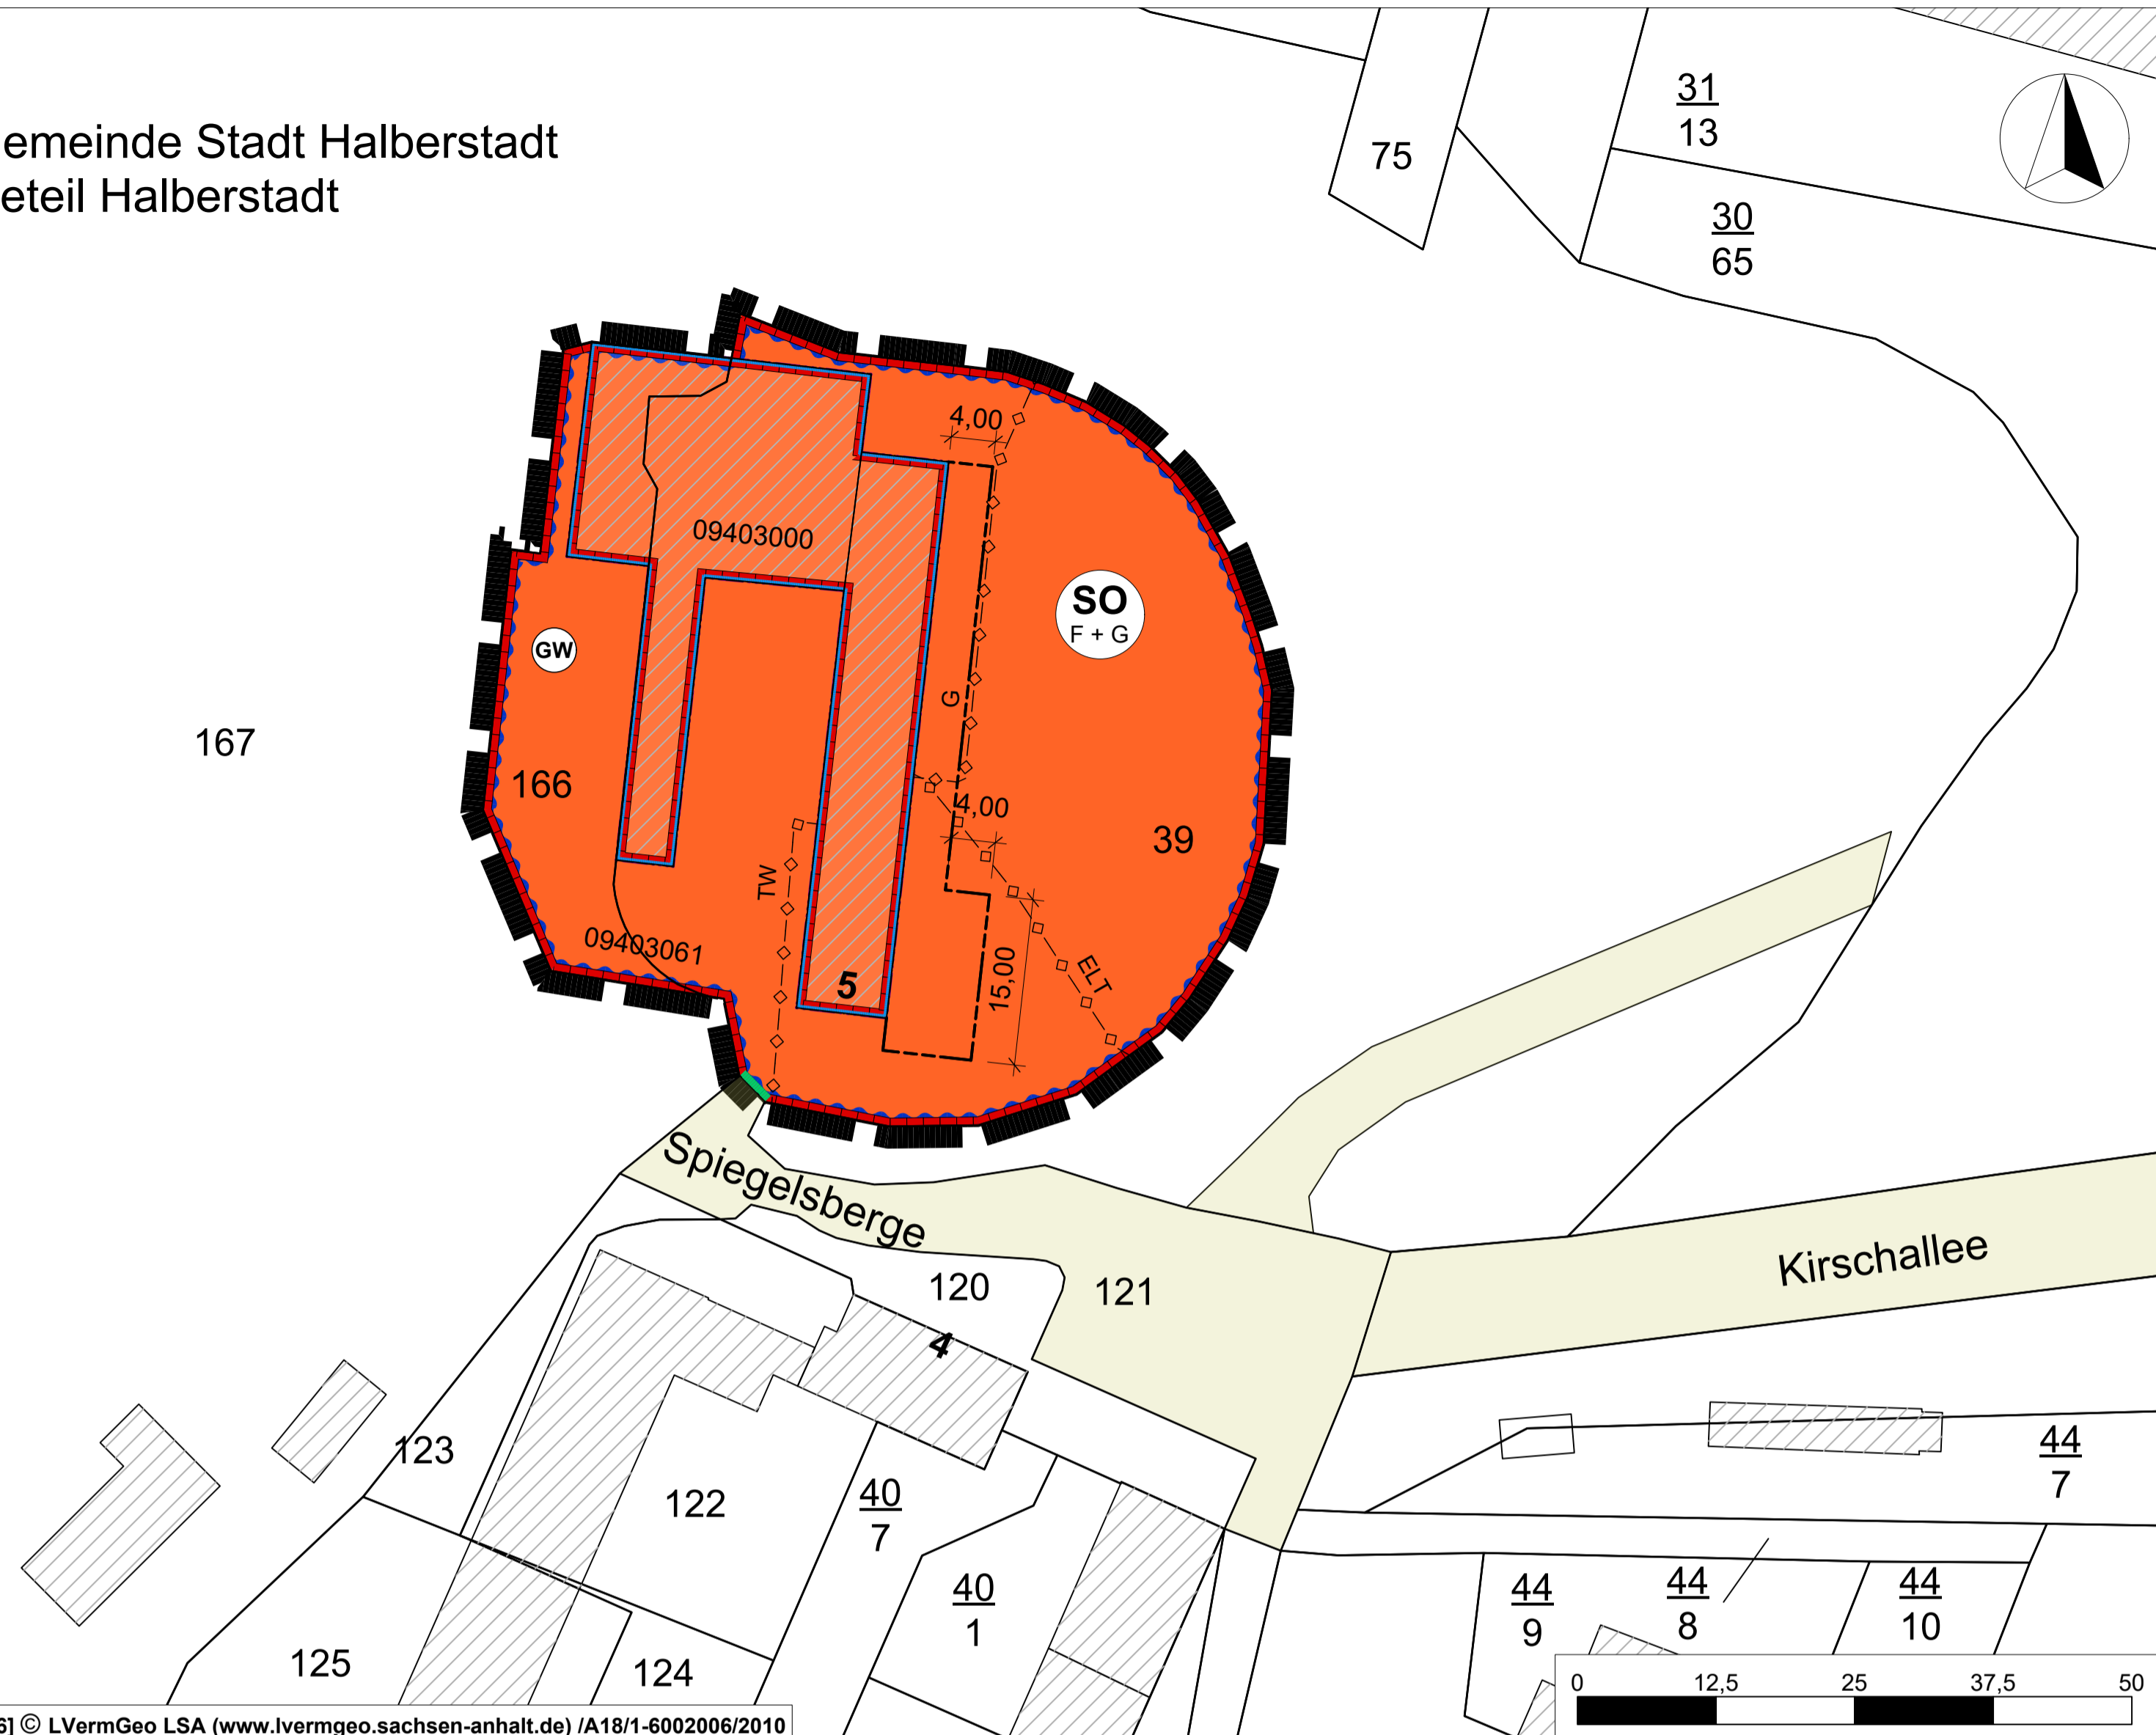 emeinde Stadt Halberstadt
eteil Halberstadt
75
31
13
30
65
4,00
09403000
SO
F + G
GW
G
167
166
4,00
39
TW
09403061
5
15,00
ELT
Spiegelsberge
Kirschallee
120
121
4
123
122
40
7
40
1
44
7
44
9
44
8
44
10
125
124
0 12,5 25 37,5 50
6] © LVermGeo LSA (www.lvermgeo.sachsen-anhalt.de) /A18/1-6002006/2010